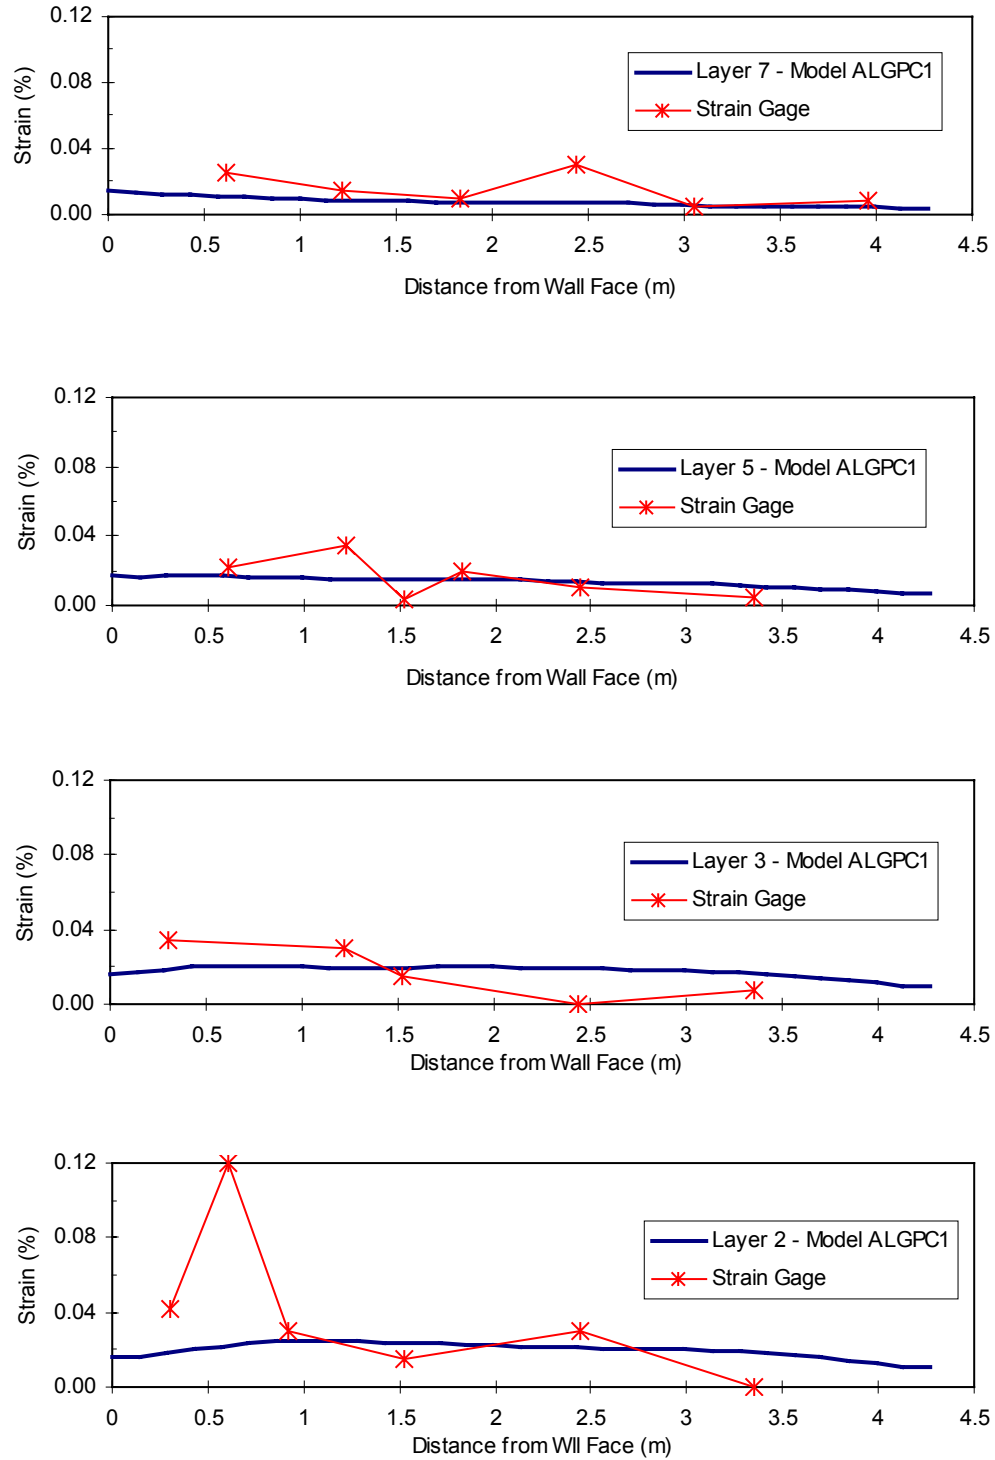 0.12
0.08
0.04
0.00
Strain (%)
Layer 7 - Model ALGPC1
Strain Gage
0 0.5 1 1.5 2 2.5 3 3.5 4 4.5
Distance from Wall Face (m)
0.12
0.08
0.04
0.00
Strain (%)
Layer 5 - Model ALGPC1
Strain Gage
0 0.5 1 1.5 2 2.5 3 3.5 4 4.5
Distance from Wall Face (m)
0.12
0.08
0.04
0.00
Strain (%)
Layer 3 - Model ALGPC1
Strain Gage
0 0.5 1 1.5 2 2.5 3 3.5 4 4.5
Distance from Wall Face (m)
0.12
0.08
0.04
0.00
Strain (%)
Layer 2 - Model ALGPC1
Strain Gage
0 0.5 1 1.5 2 2.5 3 3.5 4 4.5
Distance from Wll Face (m)